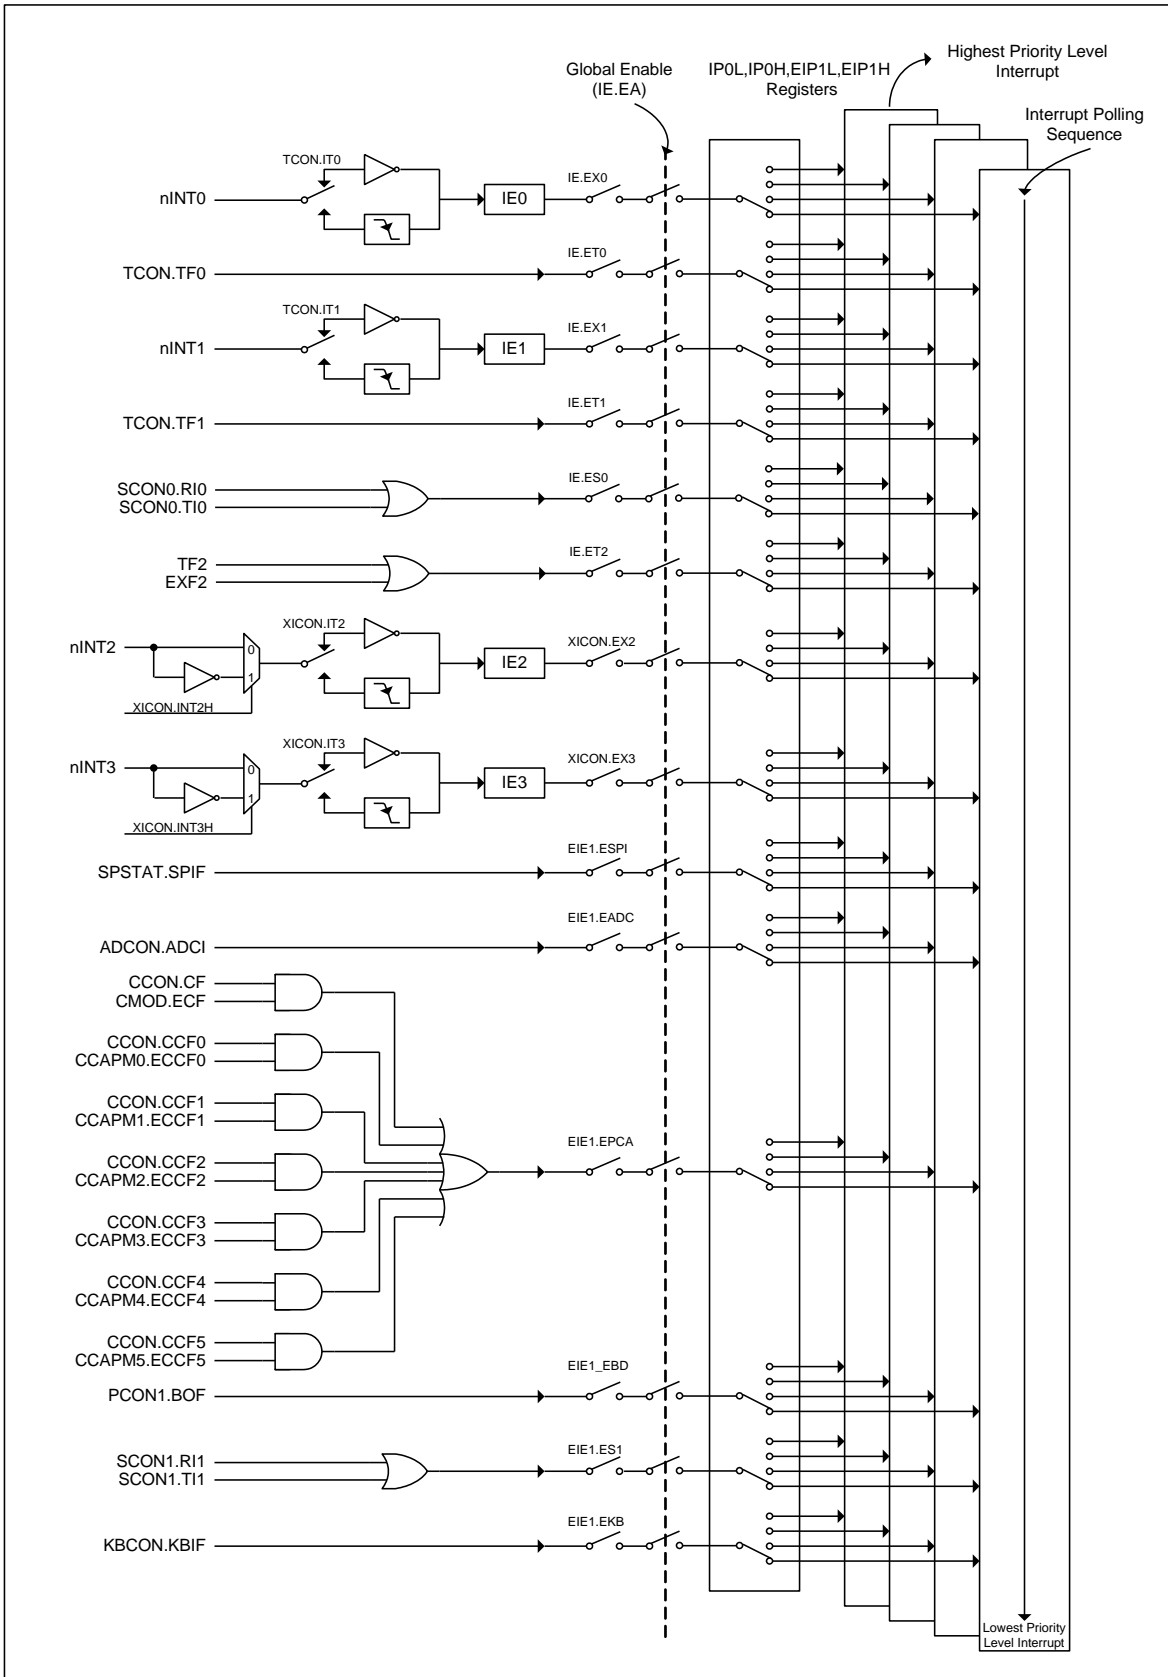 Highest Priority Level
Interrupt
Global Enable
(IE.EA)
IP0L,IP0H,EIP1L,EIP1H
Registers
Interrupt Polling
Sequence
TCON.IT0
nINT0
IE0
IE.EX0
TCON.TF0
IE.ET0
TCON.IT1
nINT1
IE1
IE.EX1
TCON.TF1
IE.ET1
SCON0.RI0
SCON0.TI0
IE.ES0
TF2
EXF2
IE.ET2
nINT2
0
1
XICON.INT2H
XICON.IT2
IE2
XICON.EX2
nINT3
0
1
XICON.INT3H
XICON.IT3
IE3
XICON.EX3
SPSTAT.SPIF
EIE1.ESPI
ADCON.ADCI
EIE1.EADC
CCON.CF
CMOD.ECF
CCON.CCF0
CCAPM0.ECCF0
CCON.CCF1
CCAPM1.ECCF1
CCON.CCF2
CCAPM2.ECCF2
EIE1.EPCA
CCON.CCF3
CCAPM3.ECCF3
CCON.CCF4
CCAPM4.ECCF4
CCON.CCF5
CCAPM5.ECCF5
PCON1.BOF
EIE1_EBD
SCON1.RI1
SCON1.TI1
EIE1.ES1
KBCON.KBIF
EIE1.EKB
Lowest Priority
Level Interrupt